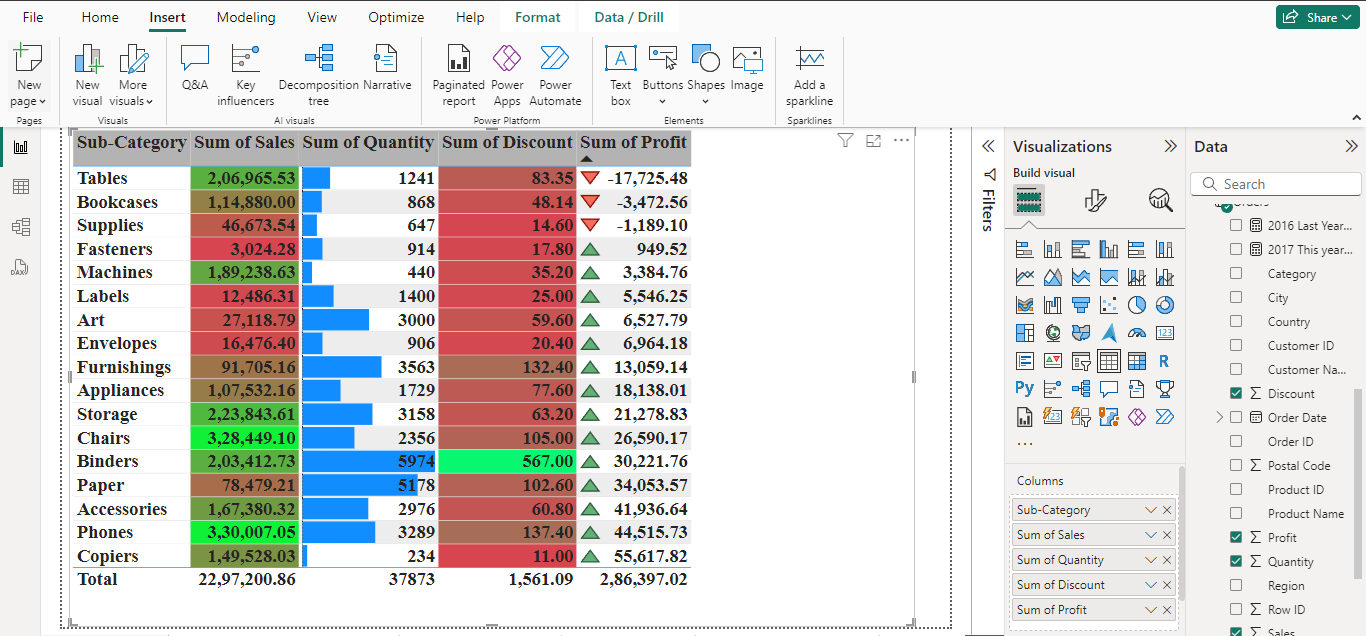 File Home Insert Modeling View Optimize Help Format Data / Drill Share
New page New visual More visuals Q&A Key influencers Decomposition tree Narrative Paginated report Power Apps Power Automate Text box Buttons Shapes Image Add a sparkline
Pages Visuals AI visuals Power Platform Elements Sparklines
Sub-Category Sum of Sales Sum of Quantity Sum of Discount Sum of Profit
Tables 2,06,965.53 1241 83.35 -17,725.48
Bookcases 1,14,880.00 868 48.14 -3,472.56
Supplies 46,673.54 647 14.60 -1,189.10
Fasteners 3,024.28 914 17.80 949.52
Machines 1,89,238.63 440 35.20 3,384.76
Labels 12,486.31 1400 25.00 5,546.25
Art 27,118.79 3000 59.60 6,527.79
Envelopes 16,476.40 906 20.40 6,964.18
Furnishings 91,705.16 3563 132.40 13,059.14
Appliances 1,07,532.16 1729 77.60 18,138.01
Storage 2,23,843.61 3158 63.20 21,278.83
Chairs 3,28,449.10 2356 105.00 26,590.17
Binders 2,03,412.73 5974 567.00 30,221.76
Paper 78,479.21 5178 102.60 34,053.57
Accessories 1,67,380.32 2976 60.80 41,936.64
Phones 3,30,007.05 3289 137.40 44,515.73
Copiers 1,49,528.03 234 11.00 55,617.82
Total 22,97,200.86 37873 1,561.09 2,86,397.02
Filters
Visualizations
Build visual
123
R
Py
123
...
Columns
Sub-Category
Sum of Sales
Sum of Quantity
Sum of Discount
Sum of Profit
Data
Search
Orders
2016 Last Year...
2017 This year...
Category
City
Country
Customer ID
Customer Na...
Discount
Order Date
Order ID
Postal Code
Product ID
Product Name
Profit
Quantity
Region
Row ID
Sales
DAX